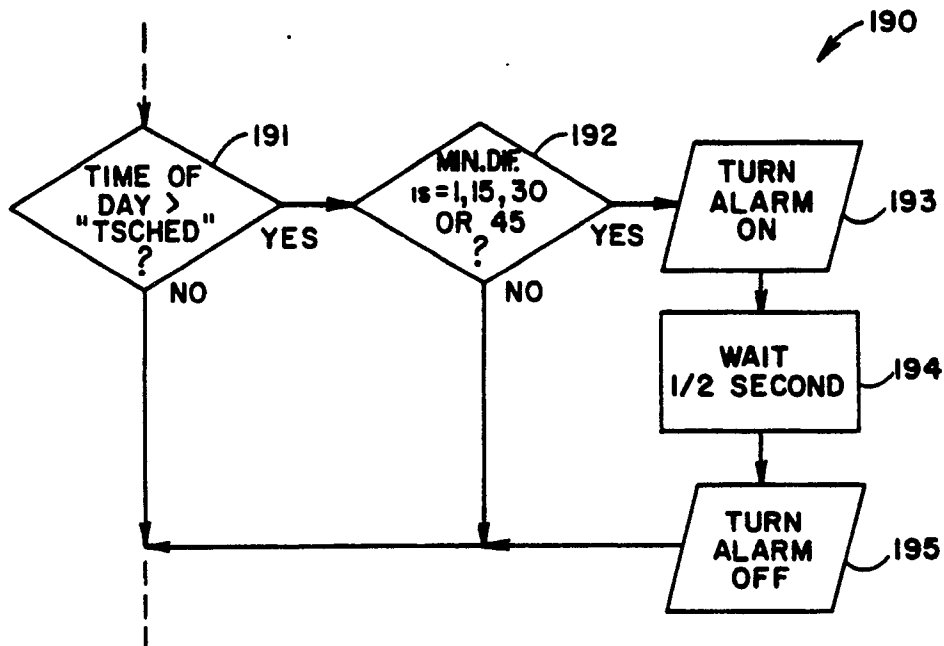 190
191
TIME OF
DAY >
"TSCHED"
?
YES
NO
192
MIN.DIF.
IS=1,15,30
OR 45
?
YES
NO
TURN
ALARM
ON
193
WAIT
1/2 SECOND
194
TURN
ALARM
OFF
195